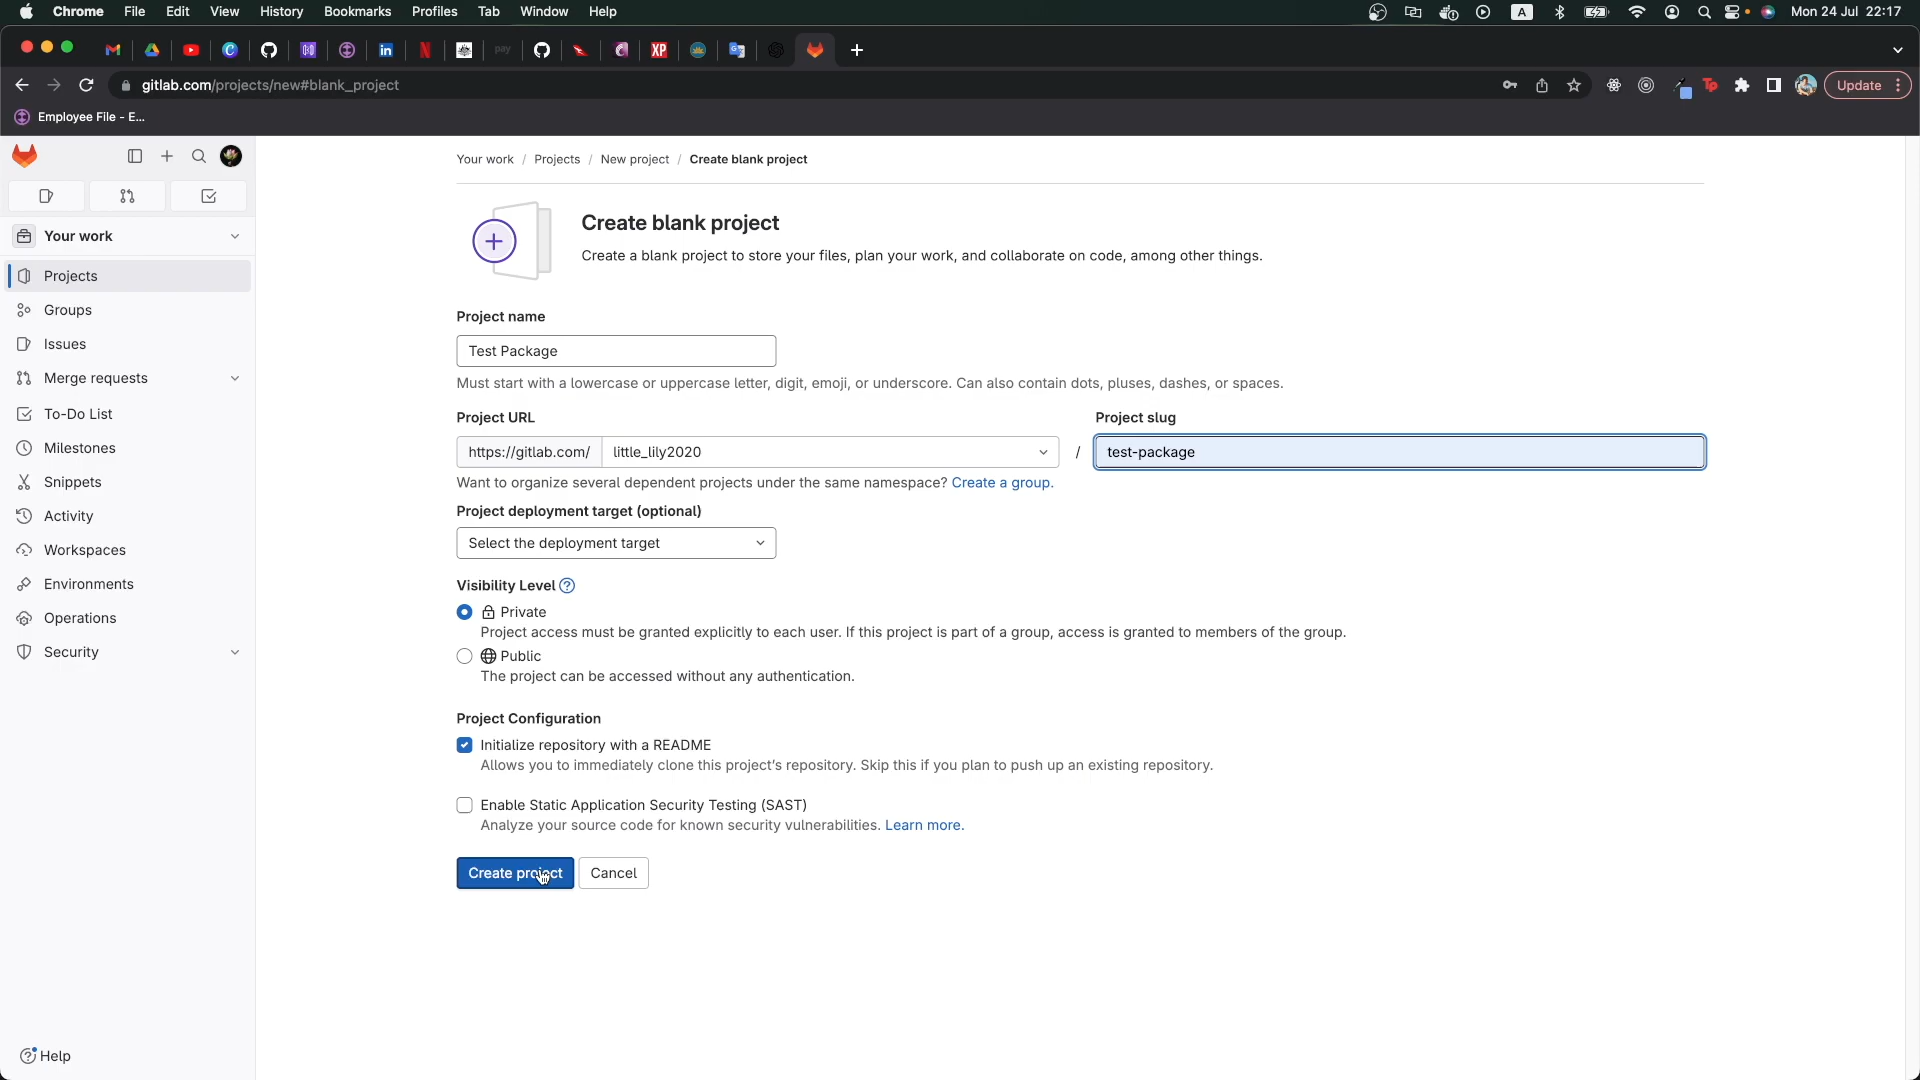 Chrome File Edit View History Bookmarks Profiles Tab Window Help A Mon 24 Jul 22:17
pay XP
gitlab.com/projects/new#blank_project Tp Update
Employee File - E...
Your work / Projects / New project / Create blank project
Your work
Projects
Groups
Issues
Merge requests
To-Do List
Milestones
Snippets
Activity
Workspaces
Environments
Operations
Security
Help
Create blank project
Create a blank project to store your files, plan your work, and collaborate on code, among other things.
Project name
Test Package
Must start with a lowercase or uppercase letter, digit, emoji, or underscore. Can also contain dots, pluses, dashes, or spaces.
Project URL Project slug
https://gitlab.com/ little_lily2020 / test-package
Want to organize several dependent projects under the same namespace? Create a group.
Project deployment target (optional)
Select the deployment target
Visibility Level
Private
Project access must be granted explicitly to each user. If this project is part of a group, access is granted to members of the group.
Public
The project can be accessed without any authentication.
Project Configuration
Initialize repository with a README
Allows you to immediately clone this project's repository. Skip this if you plan to push up an existing repository.
Enable Static Application Security Testing (SAST)
Analyze your source code for known security vulnerabilities. Learn more.
Create project Cancel